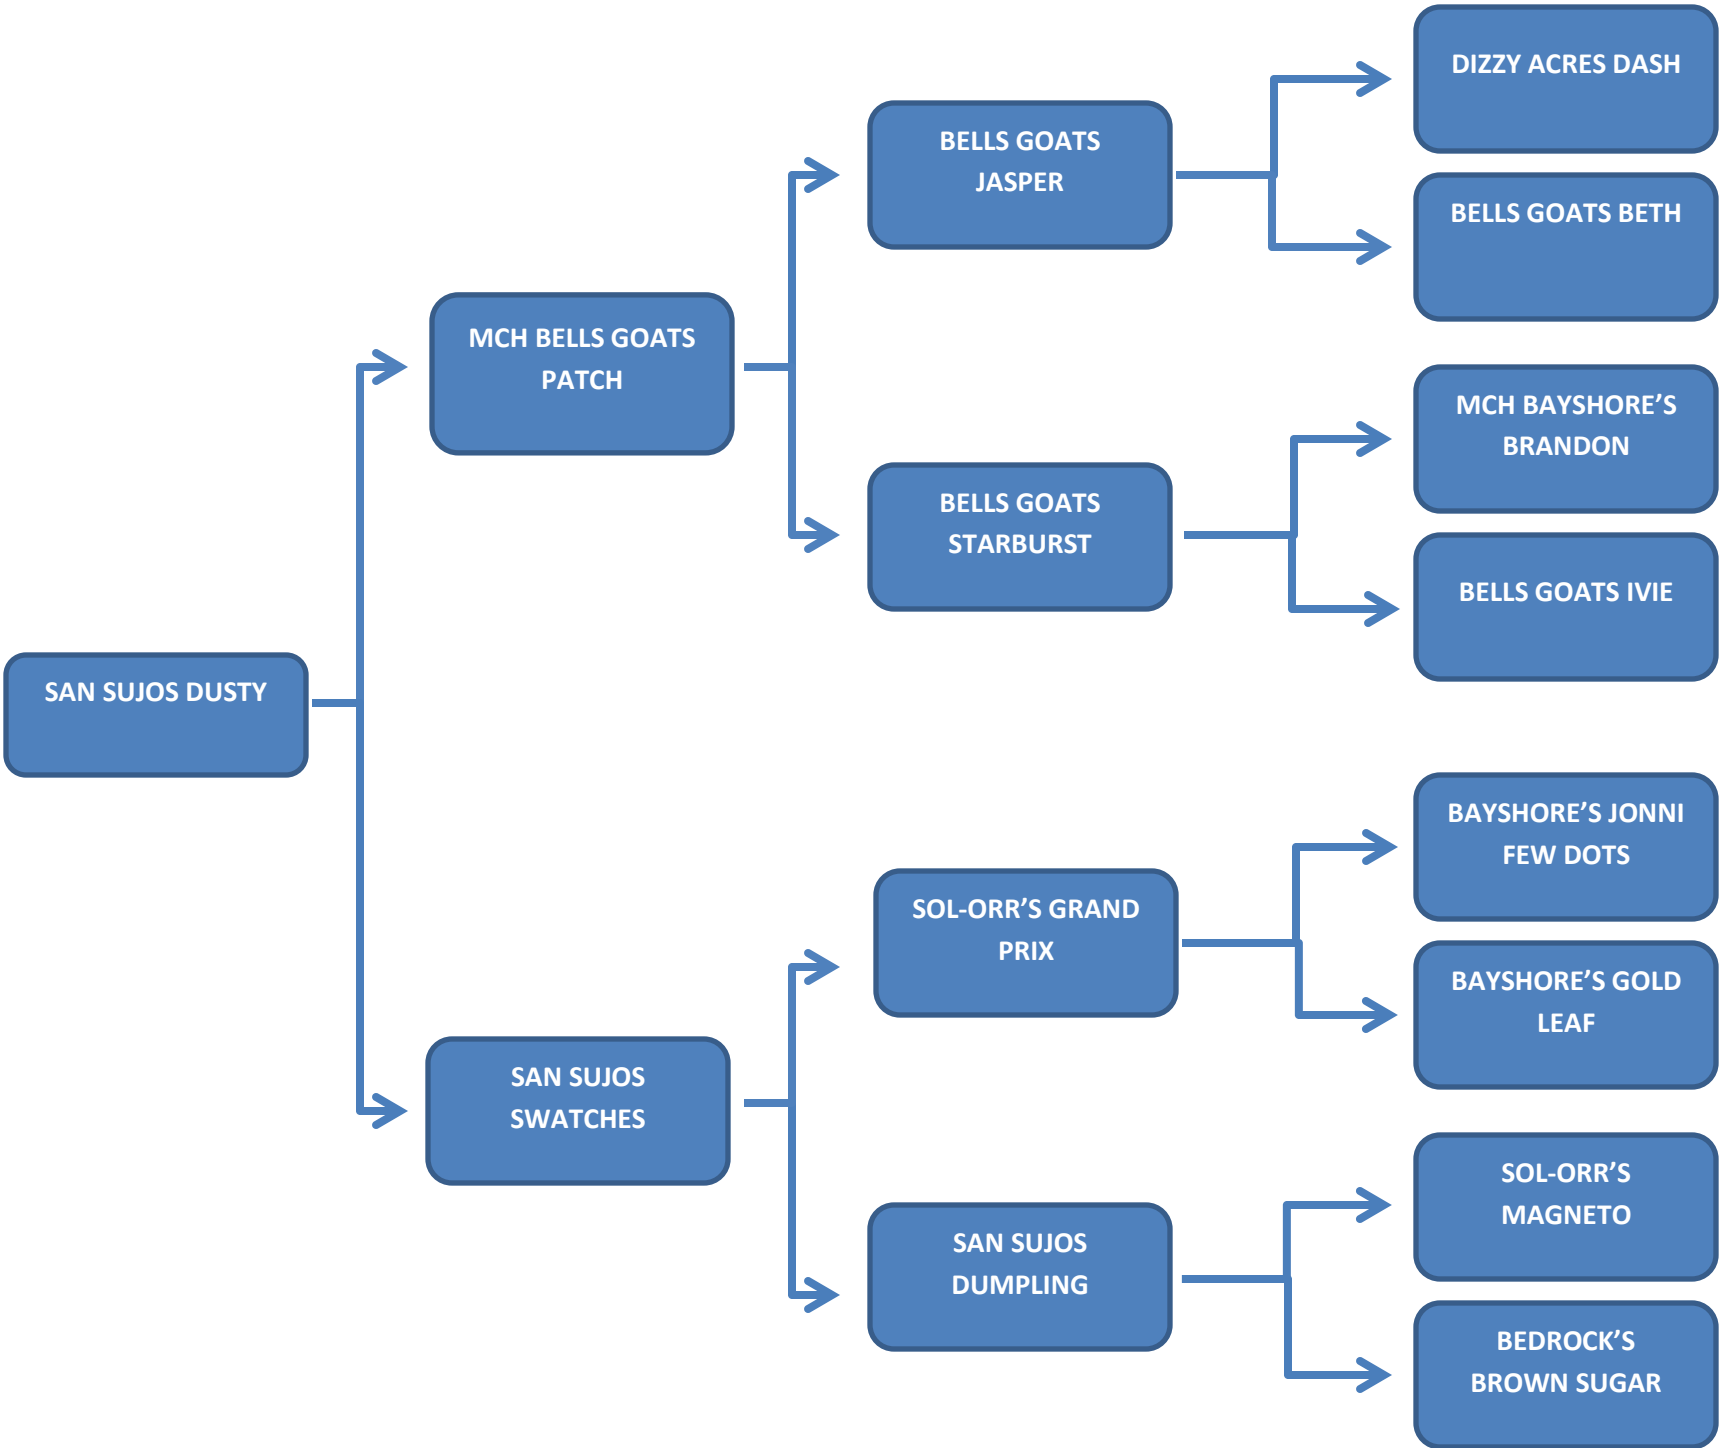 DIZZY ACRES DASH
BELLS GOATS
JASPER
BELLS GOATS BETH
MCH BELLS GOATS
PATCH
MCH BAYSHORE’S
BRANDON
BELLS GOATS
STARBURST
BELLS GOATS IVIE
SAN SUJOS DUSTY
BAYSHORE’S JONNI
FEW DOTS
SOL-ORR’S GRAND
PRIX
BAYSHORE’S GOLD
LEAF
SAN SUJOS
SWATCHES
SOL-ORR’S
MAGNETO
SAN SUJOS
DUMPLING
BEDROCK’S
BROWN SUGAR